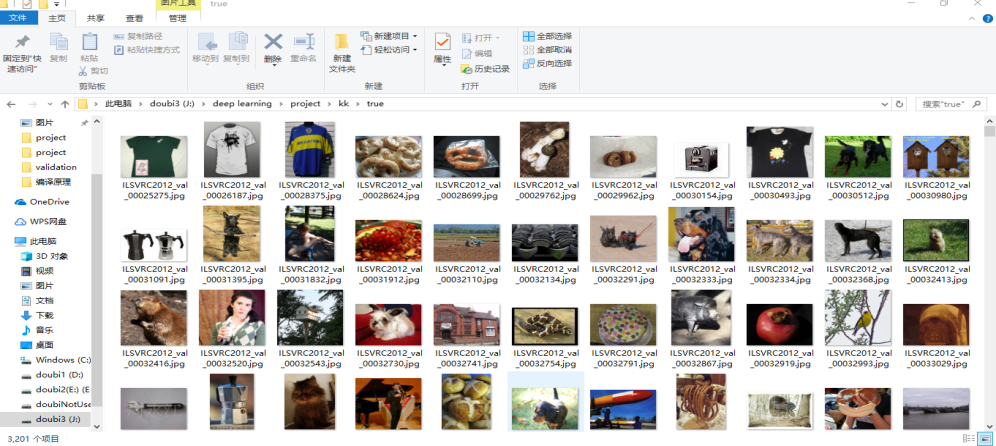 图片工具
true
文件
主页
共享
查看
管理
固定到"快速访问"
复制
粘贴
复制路径
粘贴快捷方式
剪切
剪贴板
移动到
复制到
删除
重命名
组织
新建文件夹
新建项目
轻松访问
新建
属性
打开
编辑
历史记录
打开
全部选择
全部取消
反向选择
选择
此电脑 › doubi3 (J:) › deep learning › project › kk › true
搜索"true"
图片
project
project
validation
编译原理
OneDrive
WPS网盘
此电脑
3D 对象
视频
图片
文档
下载
音乐
桌面
Windows (C:)
doubi1 (D:)
doubi2(E:) (E
doubiNotUse
doubi3 (J:)
ILSVRC2012_val_00025275.jpg
ILSVRC2012_val_00026187.jpg
ILSVRC2012_val_00028375.jpg
ILSVRC2012_val_00028624.jpg
ILSVRC2012_val_00028699.jpg
ILSVRC2012_val_00029762.jpg
ILSVRC2012_val_00029962.jpg
ILSVRC2012_val_00030154.jpg
ILSVRC2012_val_00030493.jpg
ILSVRC2012_val_00030512.jpg
ILSVRC2012_val_00030980.jpg
ILSVRC2012_val_00031091.jpg
ILSVRC2012_val_00031395.jpg
ILSVRC2012_val_00031832.jpg
ILSVRC2012_val_00031912.jpg
ILSVRC2012_val_00032110.jpg
ILSVRC2012_val_00032134.jpg
ILSVRC2012_val_00032291.jpg
ILSVRC2012_val_00032333.jpg
ILSVRC2012_val_00032334.jpg
ILSVRC2012_val_00032368.jpg
ILSVRC2012_val_00032413.jpg
ILSVRC2012_val_00032416.jpg
ILSVRC2012_val_00032520.jpg
ILSVRC2012_val_00032543.jpg
ILSVRC2012_val_00032730.jpg
ILSVRC2012_val_00032741.jpg
ILSVRC2012_val_00032754.jpg
ILSVRC2012_val_00032786.jpg
ILSVRC2012_val_00032867.jpg
ILSVRC2012_val_00032919.jpg
ILSVRC2012_val_00032993.jpg
ILSVRC2012_val_00033029.jpg
3,201 个项目